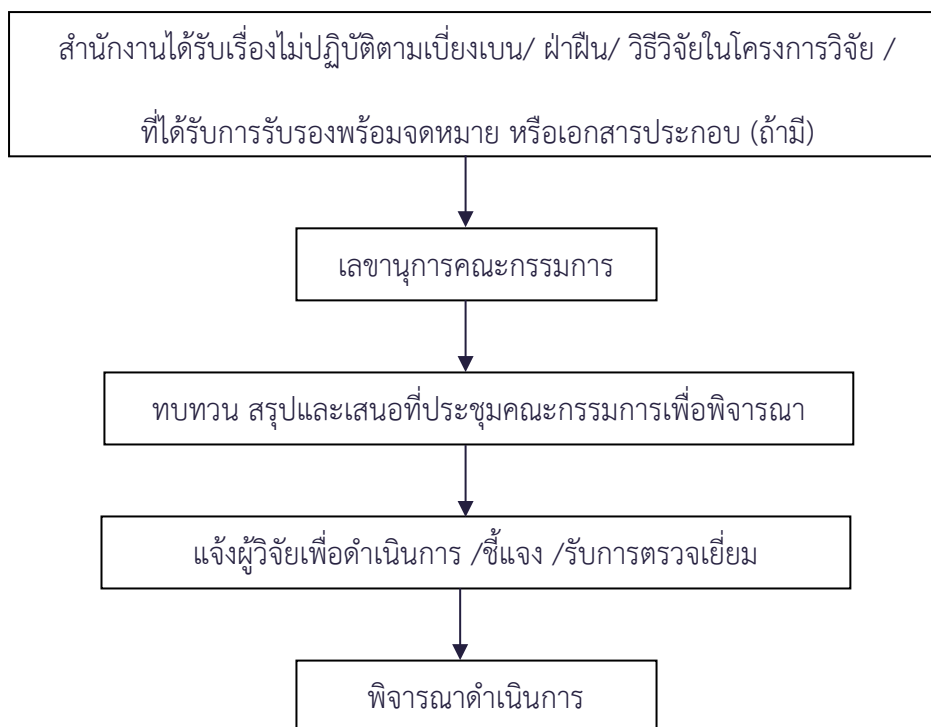 สำนักงานได้รับเรื่องไม่ปฏิบัติตามเบี่ยงเบน/ ฝ่าฝืน/ วิธีวิจัยในโครงการวิจัย /
ที่ได้รับการรับรองพร้อมจดหมาย หรือเอกสารประกอบ (ถ้ามี)
เลขานุการคณะกรรมการ
ทบทวน สรุปและเสนอที่ประชุมคณะกรรมการเพื่อพิจารณา
แจ้งผู้วิจัยเพื่อดำเนินการ /ชี้แจง /รับการตรวจเยี่ยม
พิจารณาดำเนินการ